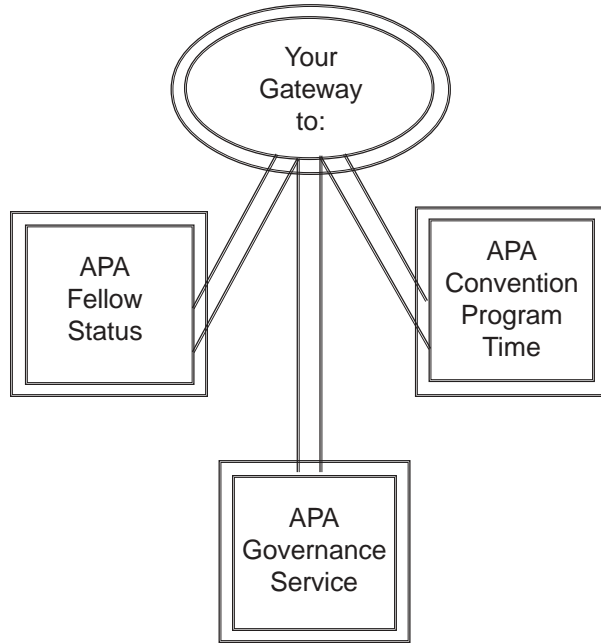 Your
Gateway
to:
APA
Fellow
Status
APA
Convention
Program
Time
APA
Governance
Service